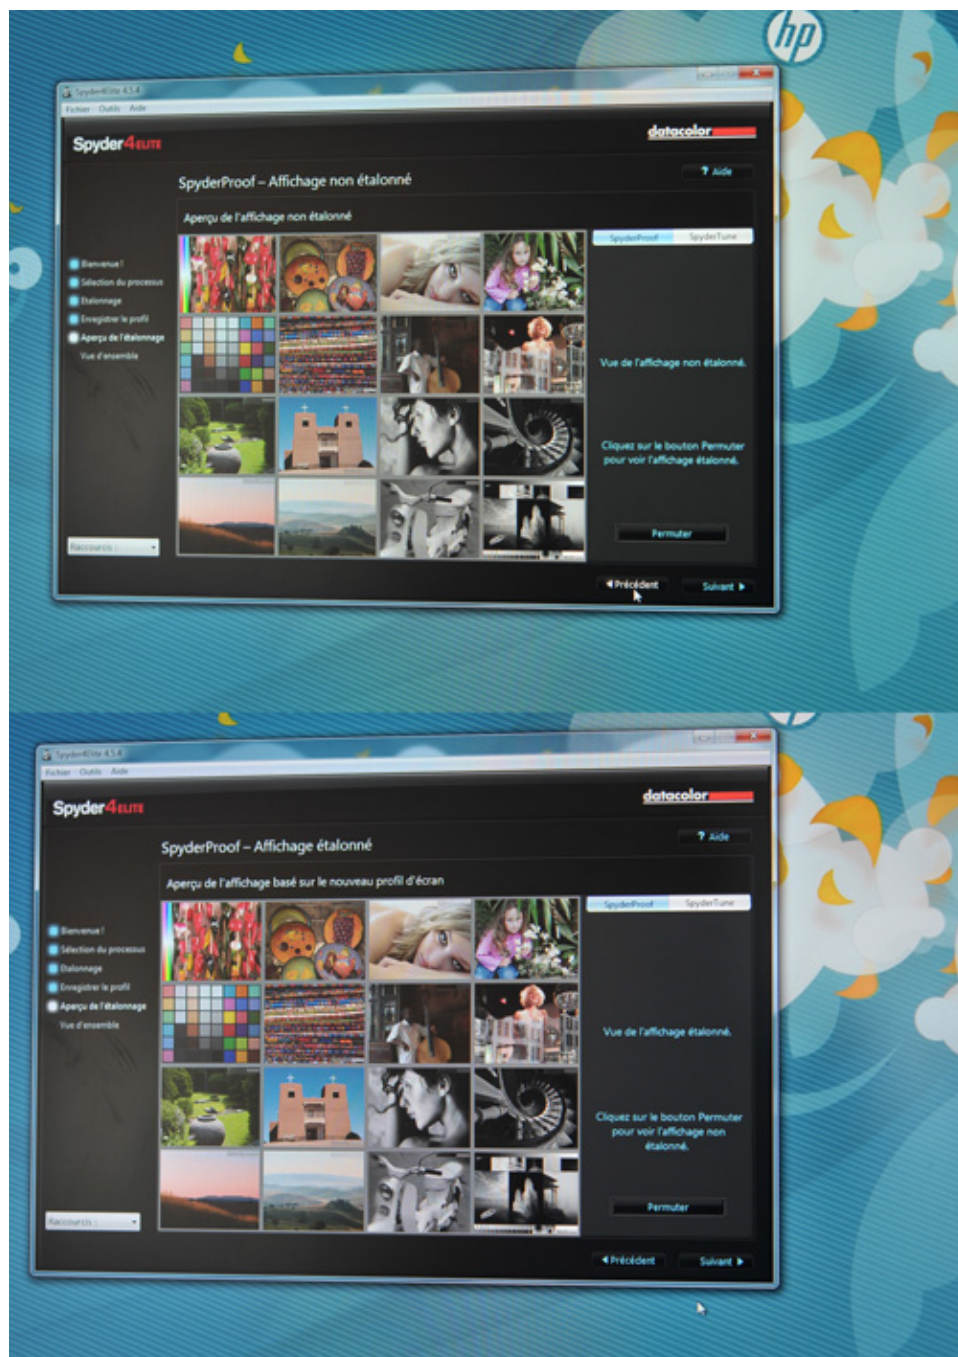 hp
Spyder4Elite 4.5.4
Fichier Outils Aide
Spyder4ELITE
datacolor
? Aide
SpyderProof – Affichage non étalonné
Aperçu de l'affichage non étalonné
SpyderProof SpyderTune
Bienvenue !
Sélection du processus
Etalonnage
Enregistrer le profil
Aperçu de l'étalonnage
Vue d'ensemble
Vue de l'affichage non étalonné.
Cliquez sur le bouton Permuter
pour voir l'affichage étalonné.
Permuter
Raccourcis :
Précédent
Suivant
hp
Spyder4Elite 4.5.4
Fichier Outils Aide
Spyder4ELITE
datacolor
? Aide
SpyderProof – Affichage étalonné
Aperçu de l'affichage basé sur le nouveau profil d'écran
SpyderProof SpyderTune
Bienvenue !
Sélection du processus
Etalonnage
Enregistrer le profil
Aperçu de l'étalonnage
Vue d'ensemble
Vue de l'affichage étalonné.
Cliquez sur le bouton Permuter
pour voir l'affichage non
étalonné.
Permuter
Raccourcis :
Précédent
Suivant